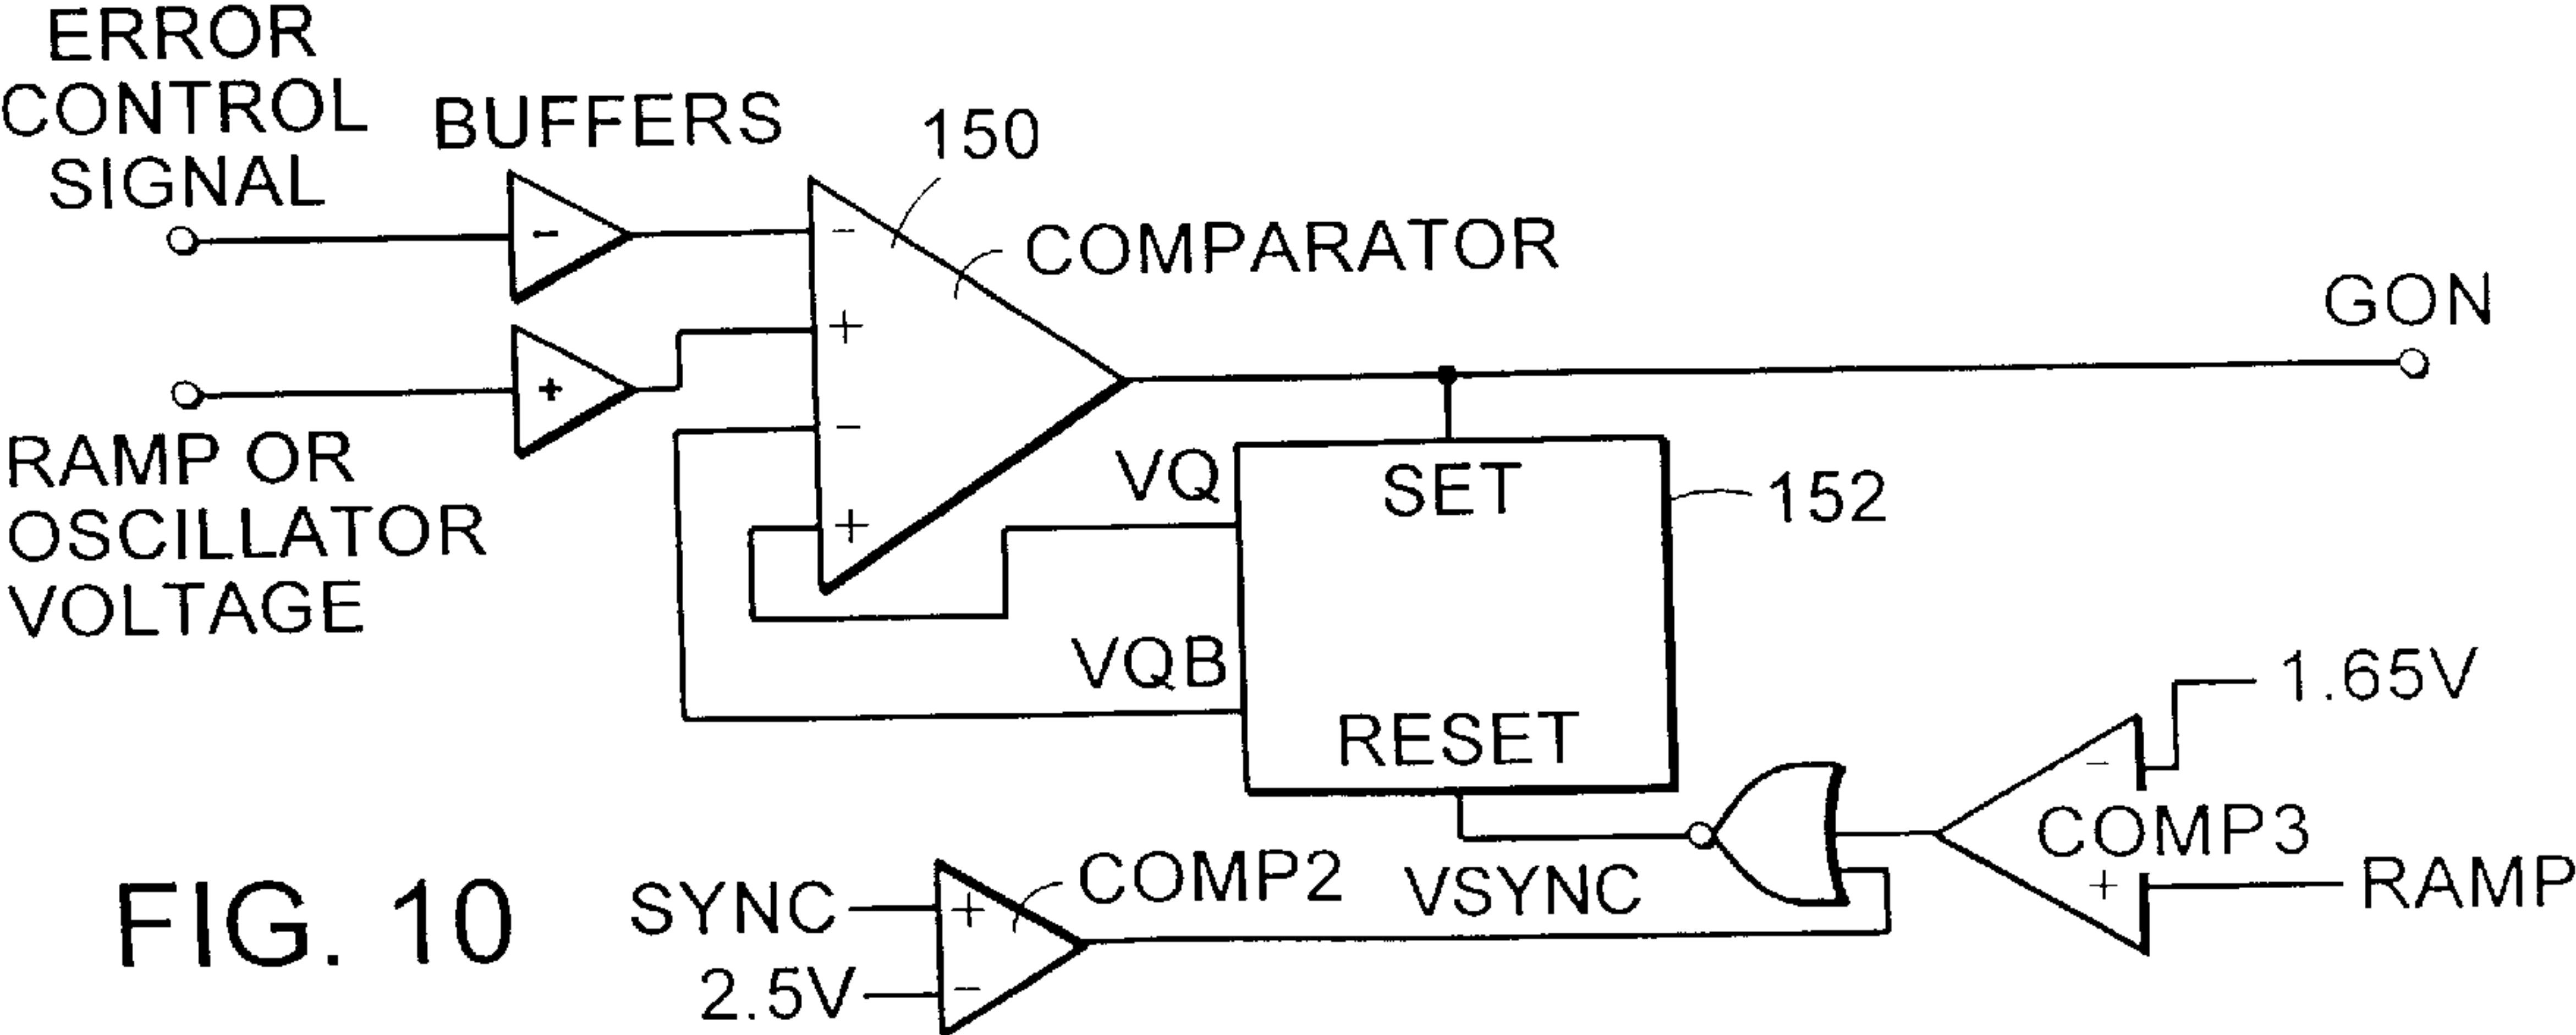 ERROR
CONTROL
SIGNAL
BUFFERS
150
COMPARATOR
GON
-
+
-
+
-
+
RAMP OR
OSCILLATOR
VOLTAGE
VQ
SET
152
VQB
RESET
1.65V
-
COMP3
+
RAMP
VSYNC
COMP2
SYNC
+
2.5V
-
FIG. 10